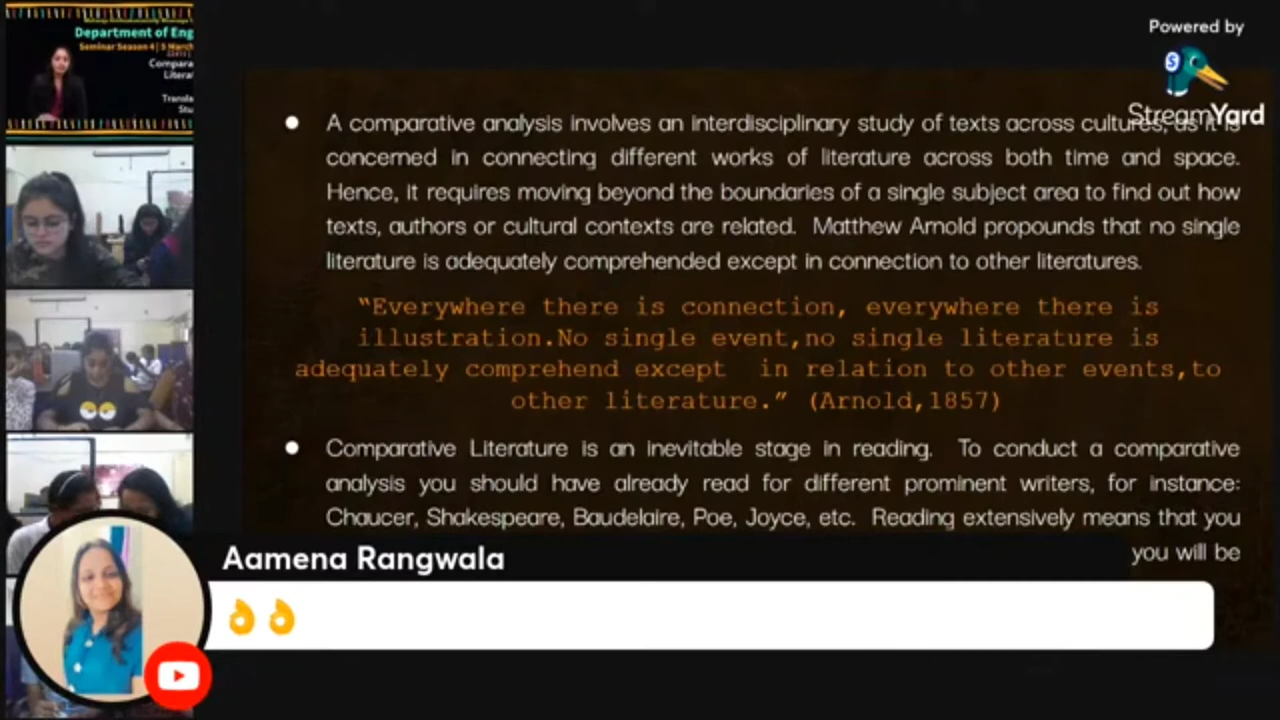 Department of Eng
Seminar Season 4| 5 March
Compara
Litera
Transla
Stu
Powered by
StreamYard
A comparative analysis involves an interdisciplinary study of texts across cultures, as it is
concerned in connecting different works of literature across both time and space.
Hence, it requires moving beyond the boundaries of a single subject area to find out how
texts, authors or cultural contexts are related. Matthew Arnold propounds that no single
literature is adequately comprehended except in connection to other literatures.
“Everywhere there is connection, everywhere there is
illustration.No single event,no single literature is
adequately comprehend except in relation to other events,to
other literature.” (Arnold,1857)
Comparative Literature is an inevitable stage in reading. To conduct a comparative
analysis you should have already read for different prominent writers, for instance:
Chaucer, Shakespeare, Baudelaire, Poe, Joyce, etc. Reading extensively means that you
you will be
Aamena Rangwala
👌👌